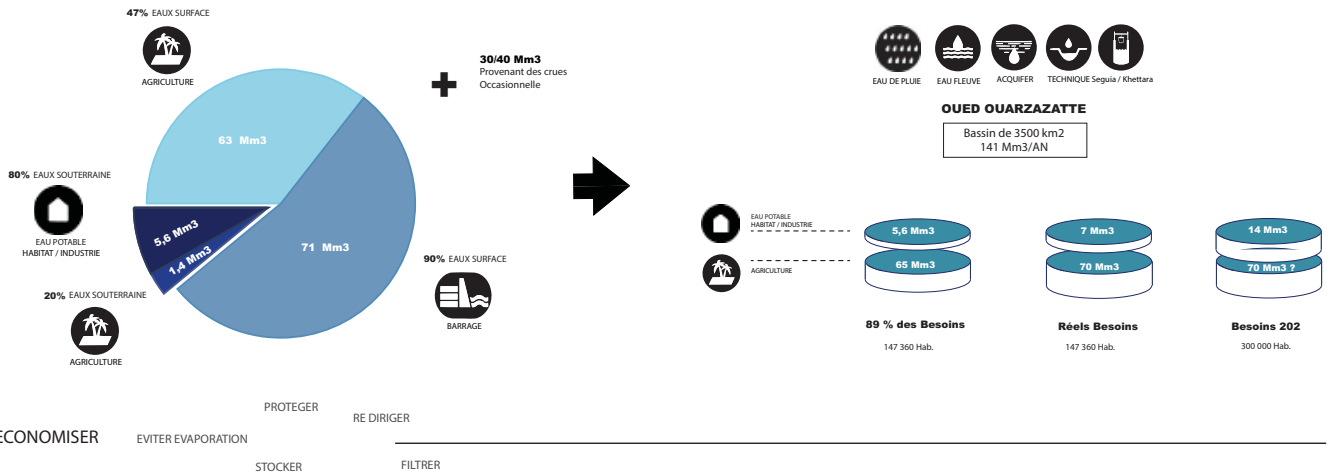 47% EAUX SURFACE
AGRICULTURE
63 Mm3
30/40 Mm3
Provenant des crues
Occasionnelle
80% EAUX SOUTERRAINE
EAU POTABLE
HABITAT / INDUSTRIE
5,6 Mm3
1,4 Mm3
71 Mm3
20% EAUX SOUTERRAINE
AGRICULTURE
90% EAUX SURFACE
BARRAGE
EAU DE PLUIE
EAU FLEUVE
ACQUIFER
TECHNIQUE Seguia / Khettara
OUED OUARZAZATTE
Bassin de 3500 km2
141 Mm3/AN
EAU POTABLE
HABITAT / INDUSTRIE
AGRICULTURE
5,6 Mm3
65 Mm3
89 % des Besoins
147 360 Hab.
7 Mm3
70 Mm3
Réels Besoins
147 360 Hab.
14 Mm3
70 Mm3 ?
Besoins 202
300 000 Hab.
PROTEGER
RE DIRIGER
ECONOMISER
EVITER EVAPORATION
STOCKER
FILTRER